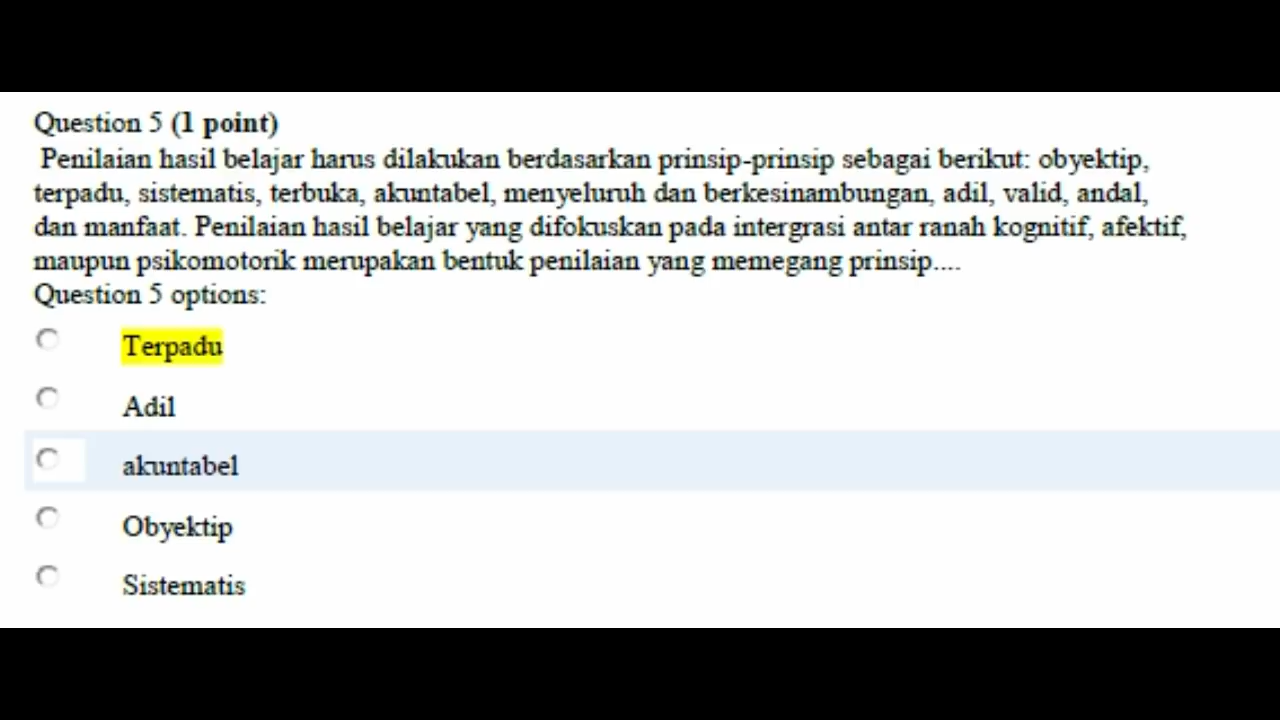 Question 5 (1 point)
Penilaian hasil belajar harus dilakukan berdasarkan prinsip-prinsip sebagai berikut: obyektip,
terpadu, sistematis, terbuka, akuntabel, menyeluruh dan berkesinambungan, adil, valid, andal,
dan manfaat. Penilaian hasil belajar yang difokuskan pada intergrasi antar ranah kognitif, afektif,
maupun psikomotorik merupakan bentuk penilaian yang memegang prinsip....
Question 5 options:
Terpadu
Adil
akuntabel
Obyektip
Sistematis